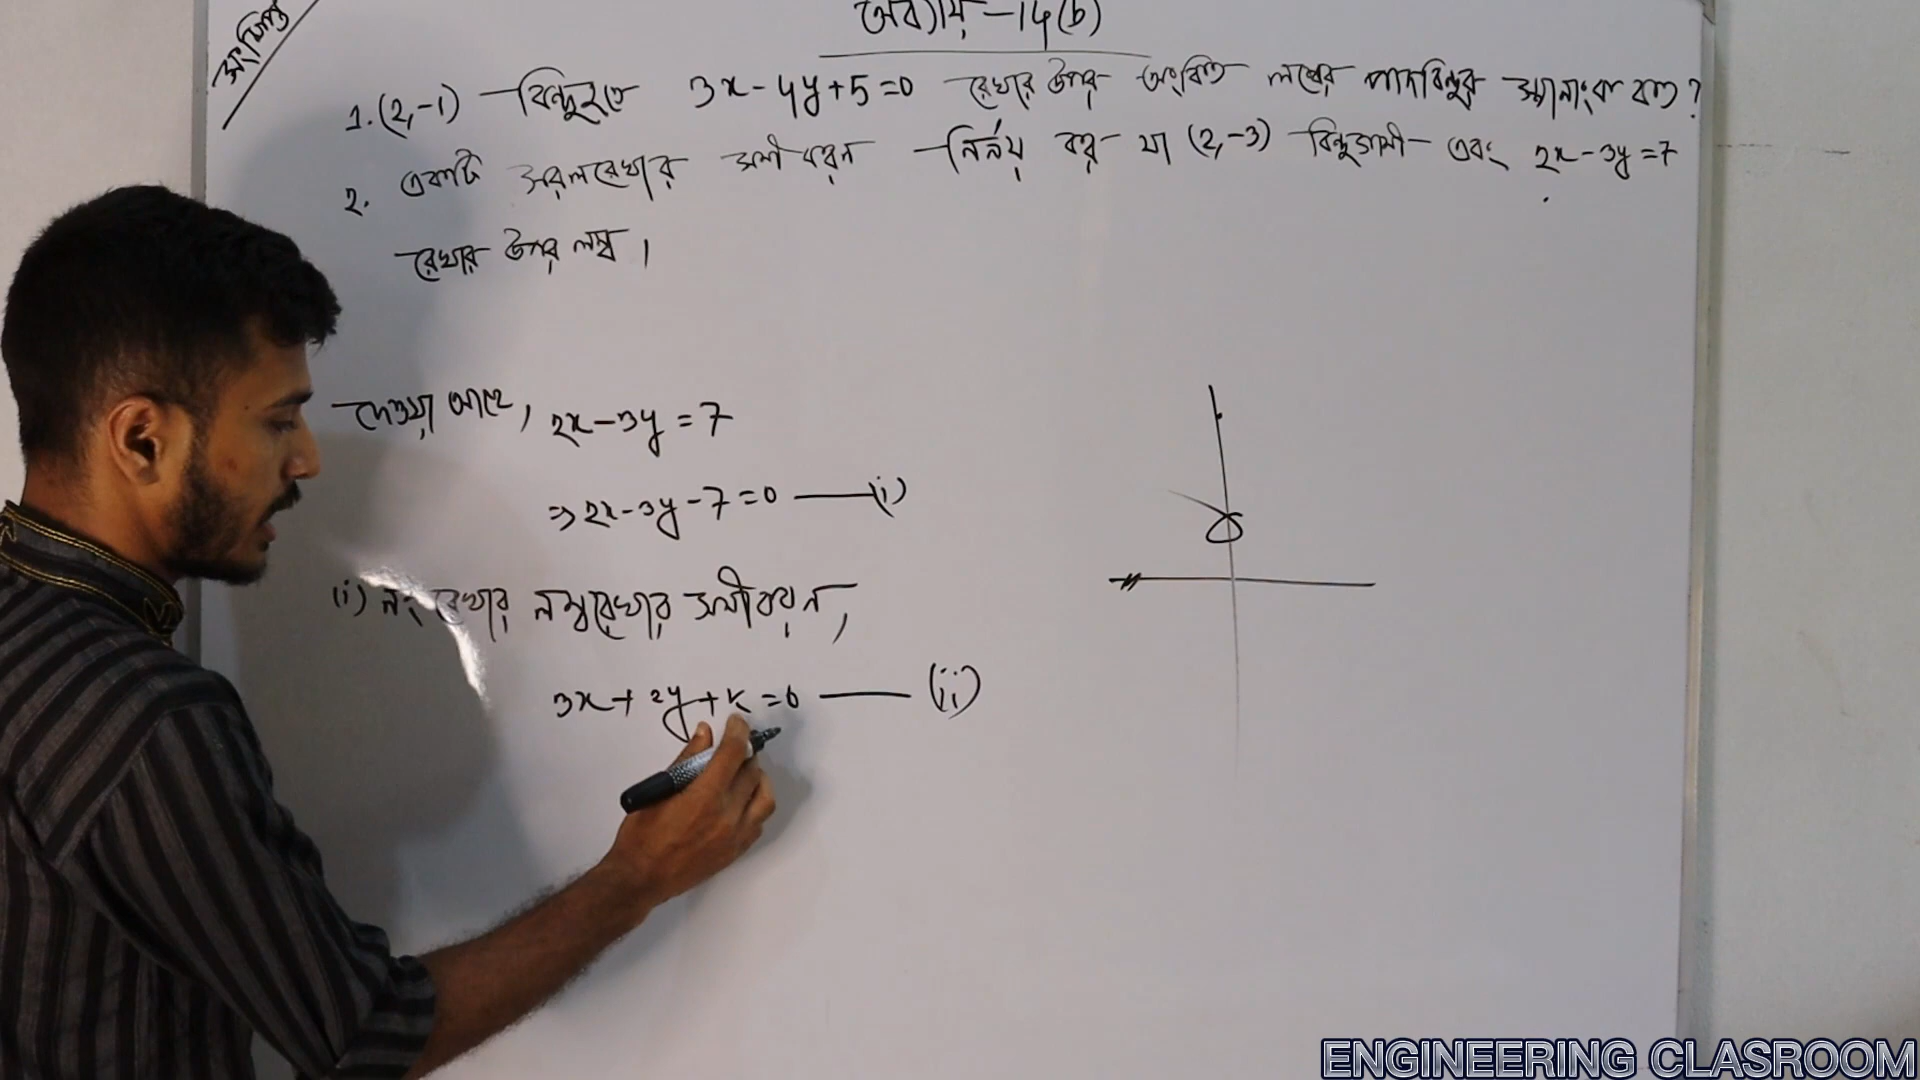 সংক্ষিপ্ত
অধ্যায়-14(b)
1. (2,-1) বিন্দু হতে 3x-4y+5=0 রেখার উপর অংকিত লম্বের পাদবিন্দুর স্থানাংক কত?
2. একটি সরলরেখার সমীকরণ নির্নয় কর যা (2,-3) বিন্দুগামী এবং 2x-3y=7
রেখার উপর লম্ব।
দেওয়া আছে, 2x-3y=7
⇒2x-3y-7=0 —(i)
(i) নং রেখার লম্বরেখার সমীকরন,
3x+2y+k=0 —(ii)
ENGINEERING CLASROOM